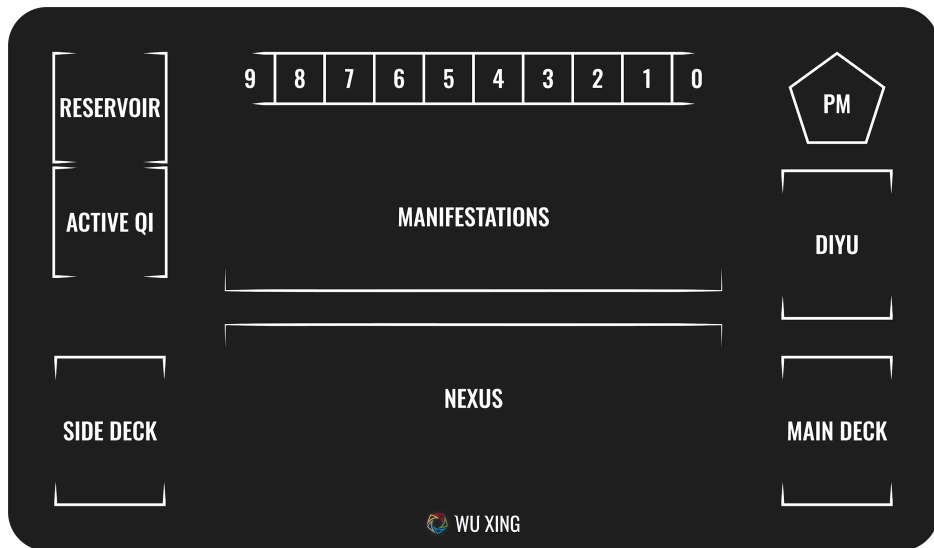 9 8 7 6 5 4 3 2 1 0
RESERVOIR
PM
ACTIVE QI
MANIFESTATIONS
DIYU
NEXUS
SIDE DECK
MAIN DECK
WU XING